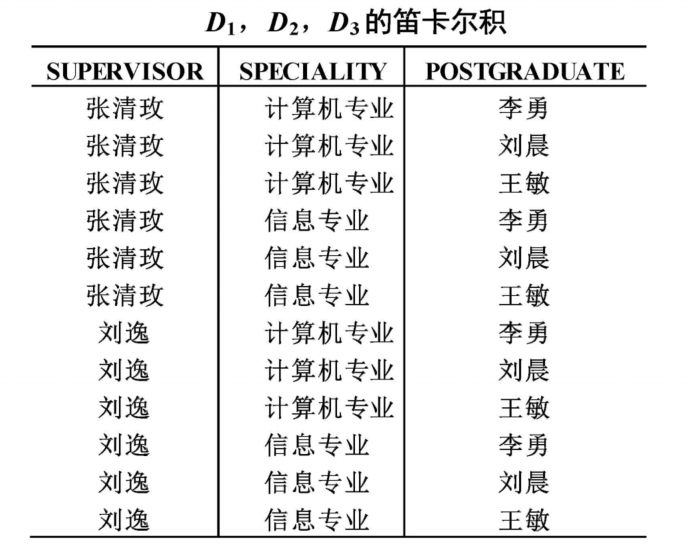 D1，D2，D3的笛卡尔积
SUPERVISOR SPECIALITY POSTGRADUATE
张清玫 计算机专业 李勇
张清玫 计算机专业 刘晨
张清玫 计算机专业 王敏
张清玫 信息专业 李勇
张清玫 信息专业 刘晨
张清玫 信息专业 王敏
刘逸 计算机专业 李勇
刘逸 计算机专业 刘晨
刘逸 计算机专业 王敏
刘逸 信息专业 李勇
刘逸 信息专业 刘晨
刘逸 信息专业 王敏